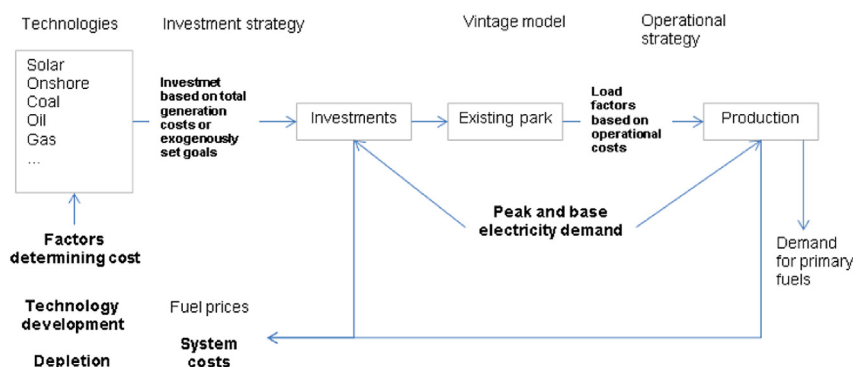 Technologies
Investment strategy
Vintage model
Operational
strategy
Solar
Onshore
Coal
Oil
Gas
...
Investmet
based on total
generation
costs or
exogenously
set goals
Investments
Existing park
Load
factors
based on
operational
costs
Production
Factors
determining cost
Peak and base
electricity demand
Demand
for primary
fuels
Technology
development
Fuel prices
Depletion
System
costs